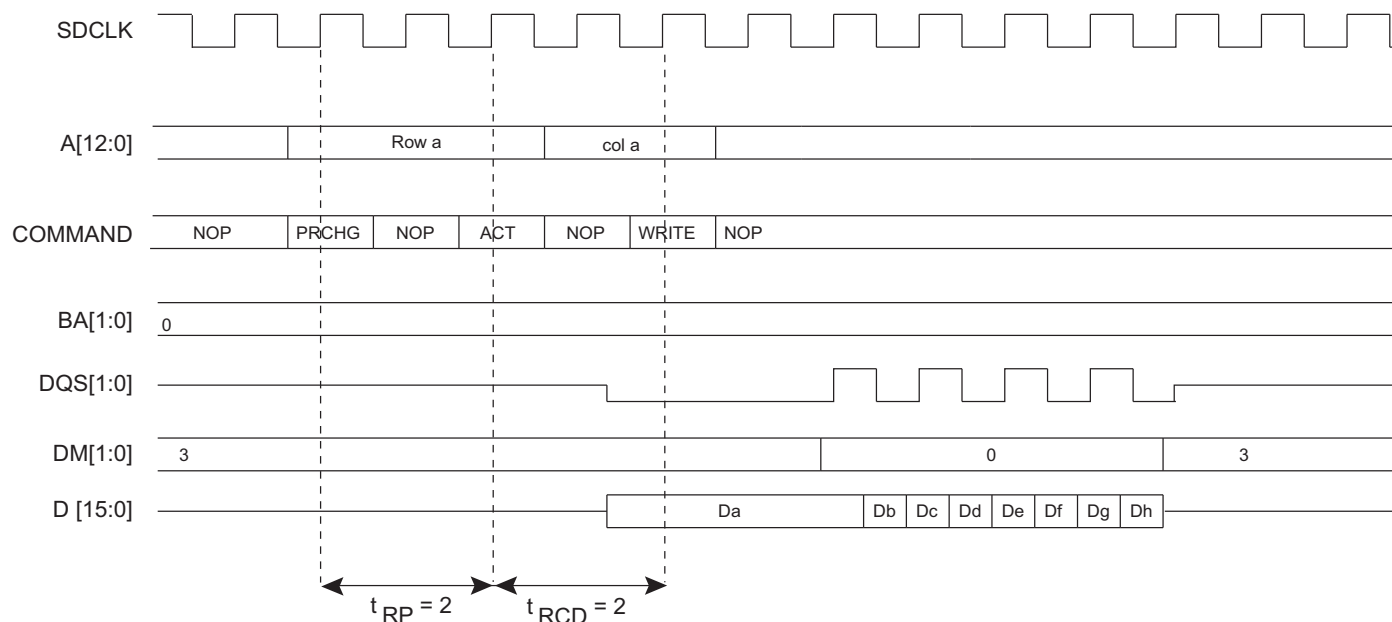 SDCLK
A[12:0] Row a col a
COMMAND NOP PRCHG NOP ACT NOP WRITE NOP
BA[1:0] 0
DQS[1:0]
DM[1:0] 3 0 3
D [15:0] Da Db Dc Dd De Df Dg Dh
t RP = 2 t RCD = 2